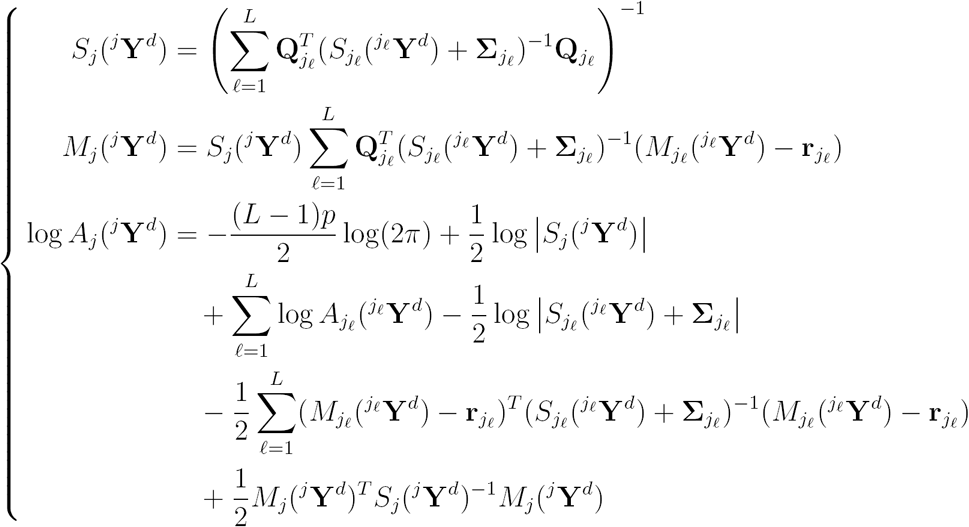 \left\{ S_j({}^j\mathbf{Y}^d) = \left( \sum_{\ell=1}^{L} \mathbf{Q}_{j_\ell}^T (S_{j_\ell}({}^{j_\ell}\mathbf{Y}^d) + \mathbf{\Sigma}_{j_\ell})^{-1} \mathbf{Q}_{j_\ell} \right)^{-1}
M_j({}^j\mathbf{Y}^d) = S_j({}^j\mathbf{Y}^d) \sum_{\ell=1}^{L} \mathbf{Q}_{j_\ell}^T (S_{j_\ell}({}^{j_\ell}\mathbf{Y}^d) + \mathbf{\Sigma}_{j_\ell})^{-1} (M_{j_\ell}({}^{j_\ell}\mathbf{Y}^d) - \mathbf{r}_{j_\ell})
\log A_j({}^j\mathbf{Y}^d) = -\frac{(L-1)p}{2} \log(2\pi) + \frac{1}{2} \log \left| S_j({}^j\mathbf{Y}^d) \right|
+ \sum_{\ell=1}^{L} \log A_{j_\ell}({}^{j_\ell}\mathbf{Y}^d) - \frac{1}{2} \log \left| S_{j_\ell}({}^{j_\ell}\mathbf{Y}^d) + \mathbf{\Sigma}_{j_\ell} \right|
- \frac{1}{2} \sum_{\ell=1}^{L} (M_{j_\ell}({}^{j_\ell}\mathbf{Y}^d) - \mathbf{r}_{j_\ell})^T (S_{j_\ell}({}^{j_\ell}\mathbf{Y}^d) + \mathbf{\Sigma}_{j_\ell})^{-1} (M_{j_\ell}({}^{j_\ell}\mathbf{Y}^d) - \mathbf{r}_{j_\ell})
+ \frac{1}{2} M_j({}^j\mathbf{Y}^d)^T S_j({}^j\mathbf{Y}^d)^{-1} M_j({}^j\mathbf{Y}^d)